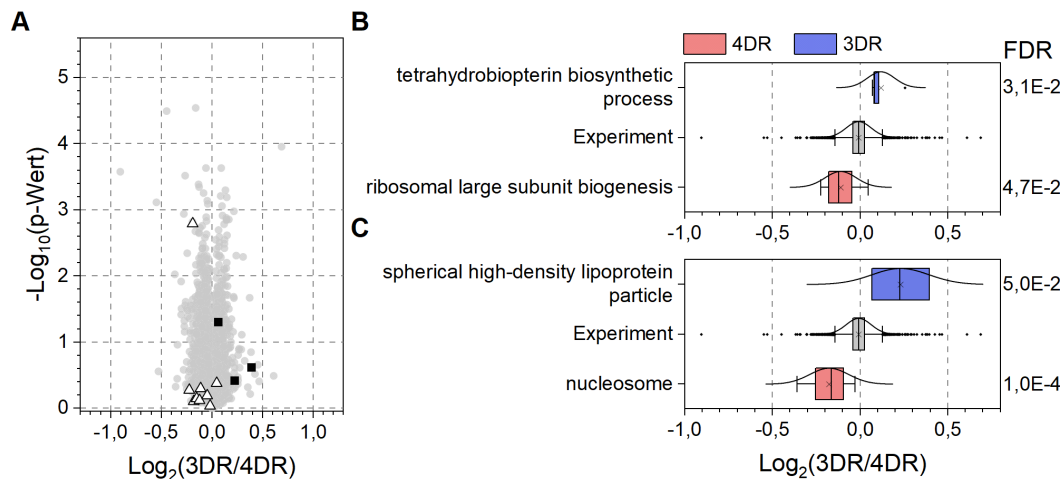 A
5
4
3
2
1
0
-Log10(p-Wert)
-1,0 -0,5 0,0 0,5 1,0
Log2(3DR/4DR)
B
4DR 3DR FDR
tetrahydrobiopterin biosynthetic
process
3,1E-2
Experiment
ribosomal large subunit biogenesis
4,7E-2
-1,0 -0,5 0,0 0,5
C
spherical high-density lipoprotein
particle
5,0E-2
Experiment
nucleosome
1,0E-4
-1,0 -0,5 0,0 0,5
Log2(3DR/4DR)